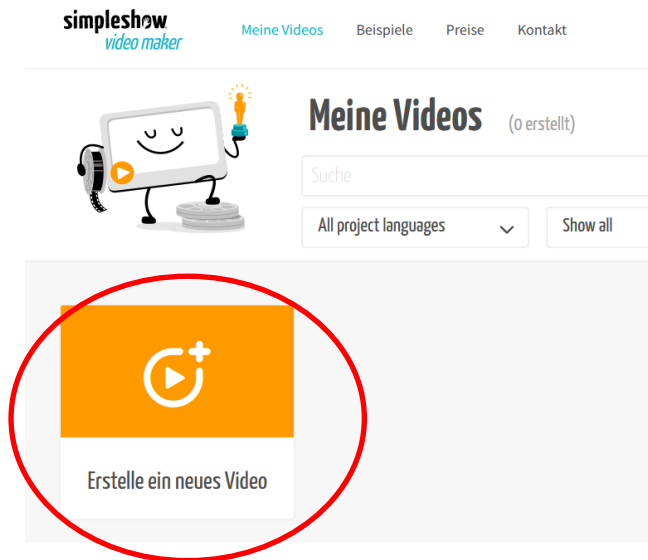 simpleshow
video maker
Meine Videos Beispiele Preise Kontakt
Meine Videos (0 erstellt)
Suche
All project languages Show all
Erstelle ein neues Video